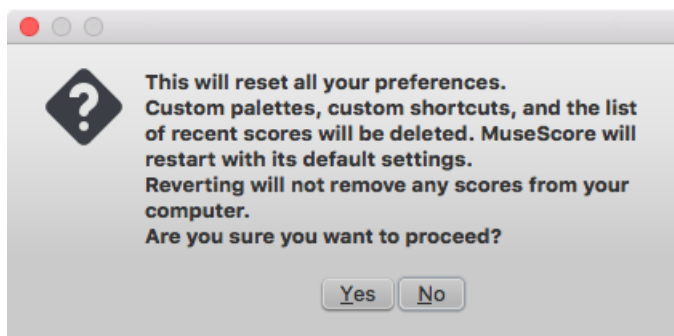 This will reset all your preferences.
Custom palettes, custom shortcuts, and the list
of recent scores will be deleted. MuseScore will
restart with its default settings.
Reverting will not remove any scores from your
computer.
Are you sure you want to proceed?
Yes No